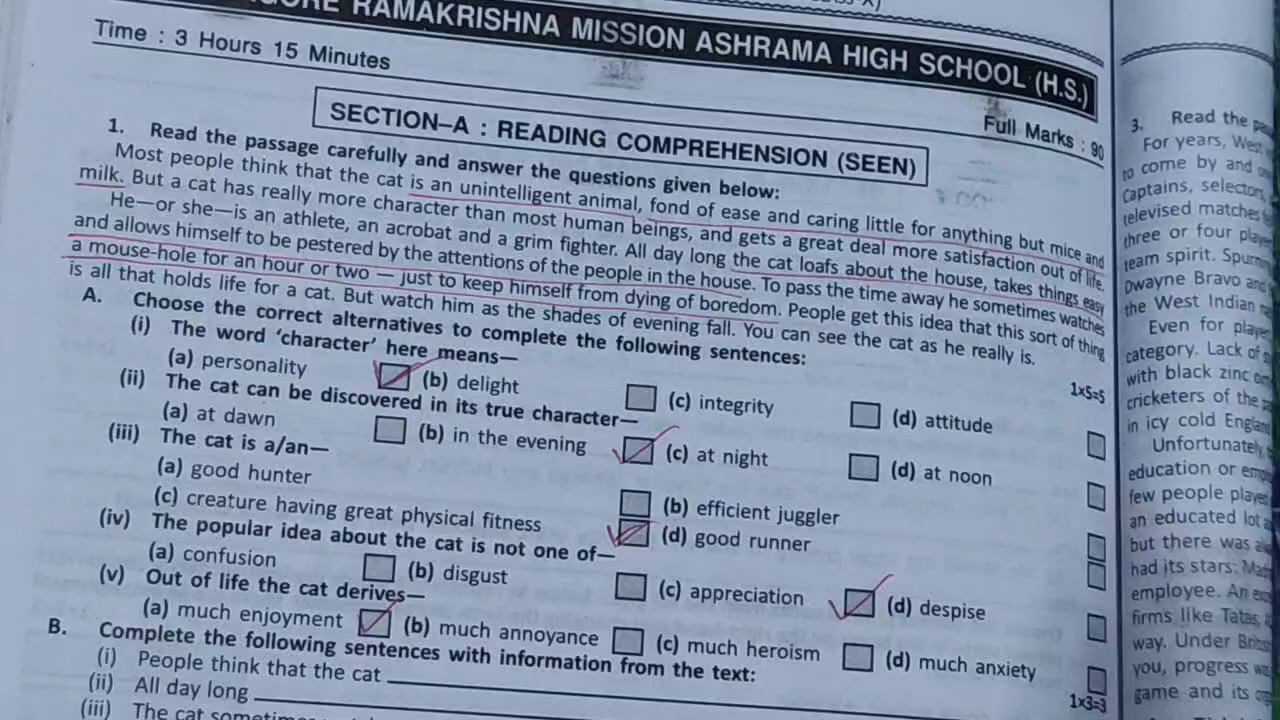 RAMAKRISHNA MISSION ASHRAMA HIGH SCHOOL (H.S.)
Time : 3 Hours 15 Minutes
Full Marks : 90
SECTION–A : READING COMPREHENSION (SEEN)
1. Read the passage carefully and answer the questions given below:
Most people think that the cat is an unintelligent animal, fond of ease and caring little for anything but mice and
milk. But a cat has really more character than most human beings, and gets a great deal more satisfaction out of life.
He—or she—is an athlete, an acrobat and a grim fighter. All day long the cat loafs about the house, takes things easy
and allows himself to be pestered by the attentions of the people in the house. To pass the time away he sometimes watches
a mouse-hole for an hour or two — just to keep himself from dying of boredom. People get this idea that this sort of thing
is all that holds life for a cat. But watch him as the shades of evening fall. You can see the cat as he really is.
A. Choose the correct alternatives to complete the following sentences: 1x5=5
(i) The word 'character' here means—
(a) personality (b) delight (c) integrity (d) attitude
(ii) The cat can be discovered in its true character—
(a) at dawn (b) in the evening (c) at night (d) at noon
(iii) The cat is a/an—
(a) good hunter (b) efficient juggler
(c) creature having great physical fitness (d) good runner
(iv) The popular idea about the cat is not one of—
(a) confusion (b) disgust (c) appreciation (d) despise
(v) Out of life the cat derives—
(a) much enjoyment (b) much annoyance (c) much heroism (d) much anxiety
B. Complete the following sentences with information from the text: 1x3=3
(i) People think that the cat
(ii) All day long
(iii) The cat
3. Read the
For years,
to come by and
Captains, selectors,
televised matches
three or four
team spirit.
Dwayne Bravo and
the West Indian
Even for
category. Lack of
with black zinc
cricketers of the
in icy cold
Unfortunately,
education or
few people
an educated lot
but there was
had its stars:
employee. An
firms like Tatas,
way. Under
you, progress
game and its